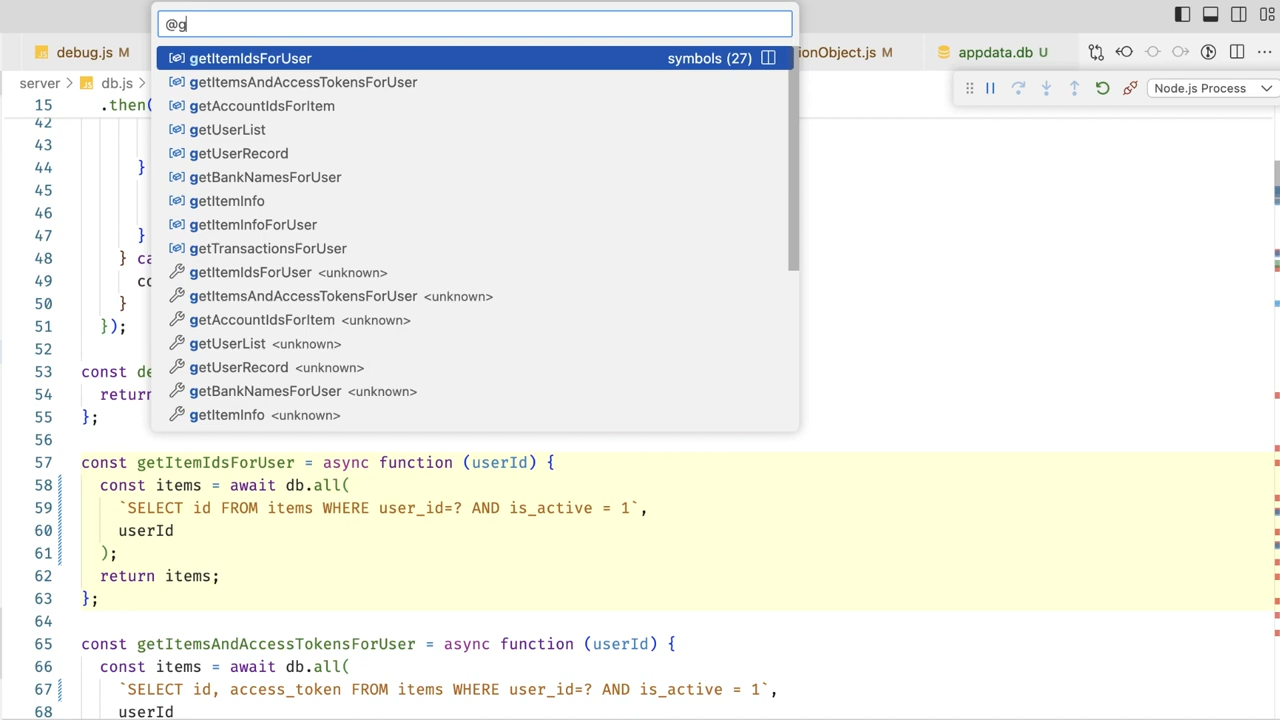 @g
debug.js M
ionObject.js M
appdata.db U
server > db.js >
Node.js Process
getItemIdsForUser symbols (27)
getItemsAndAccessTokensForUser
getAccountIdsForItem
getUserList
getUserRecord
getBankNamesForUser
getItemInfo
getItemInfoForUser
getTransactionsForUser
getItemIdsForUser <unknown>
getItemsAndAccessTokensForUser <unknown>
getAccountIdsForItem <unknown>
getUserList <unknown>
getUserRecord <unknown>
getBankNamesForUser <unknown>
getItemInfo <unknown>
15 .then(
42
43
44 }
45
46
47 }
48 } ca
49 co
50 }
51 });
52
53 const de
54 return
55 };
56
57 const getItemIdsForUser = async function (userId) {
58 const items = await db.all(
59 `SELECT id FROM items WHERE user_id=? AND is_active = 1`,
60 userId
61 );
62 return items;
63 };
64
65 const getItemsAndAccessTokensForUser = async function (userId) {
66 const items = await db.all(
67 `SELECT id, access_token FROM items WHERE user_id=? AND is_active = 1`,
68 userId